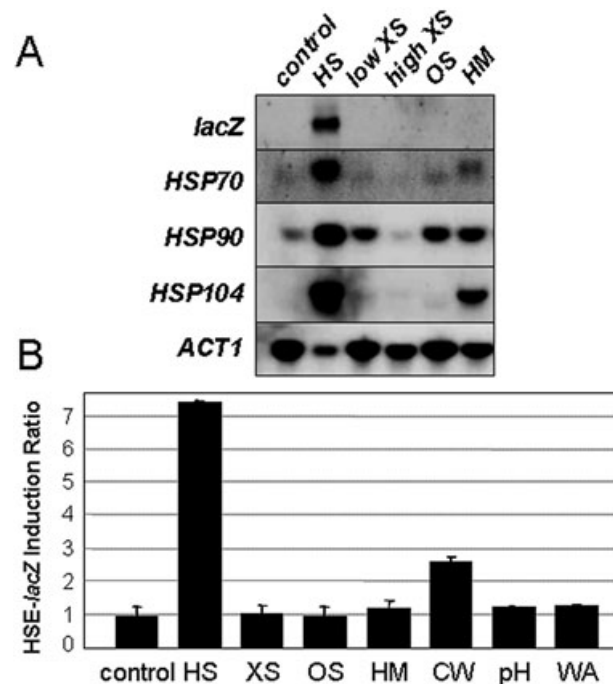 A
control HS low XS high XS OS HM
lacZ
HSP70
HSP90
HSP104
ACT1
B
HSE-lacZ Induction Ratio
7
6
5
4
3
2
1
0
control HS XS OS HM CW pH WA